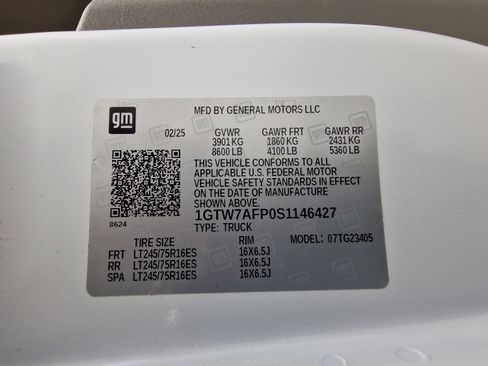 gm
MFD BY GENERAL MOTORS LLC
02/25 GVWR GAWR FRT GAWR RR
3901 KG 1860 KG 2431 KG
8600 LB 4100 LB 5360 LB
THIS VEHICLE CONFORMS TO ALL
APPLICABLE U.S. FEDERAL MOTOR
VEHICLE SAFETY STANDARDS IN EFFECT
ON THE DATE OF MANUFACTURE
SHOWN ABOVE.
8624
1GTW7AFP0S1146427
TYPE: TRUCK
TIRE SIZE RIM MODEL: 07TG23405
FRT LT245/75R16ES 16X6.5J
RR LT245/75R16ES 16X6.5J
SPA LT245/75R16ES 16X6.5J